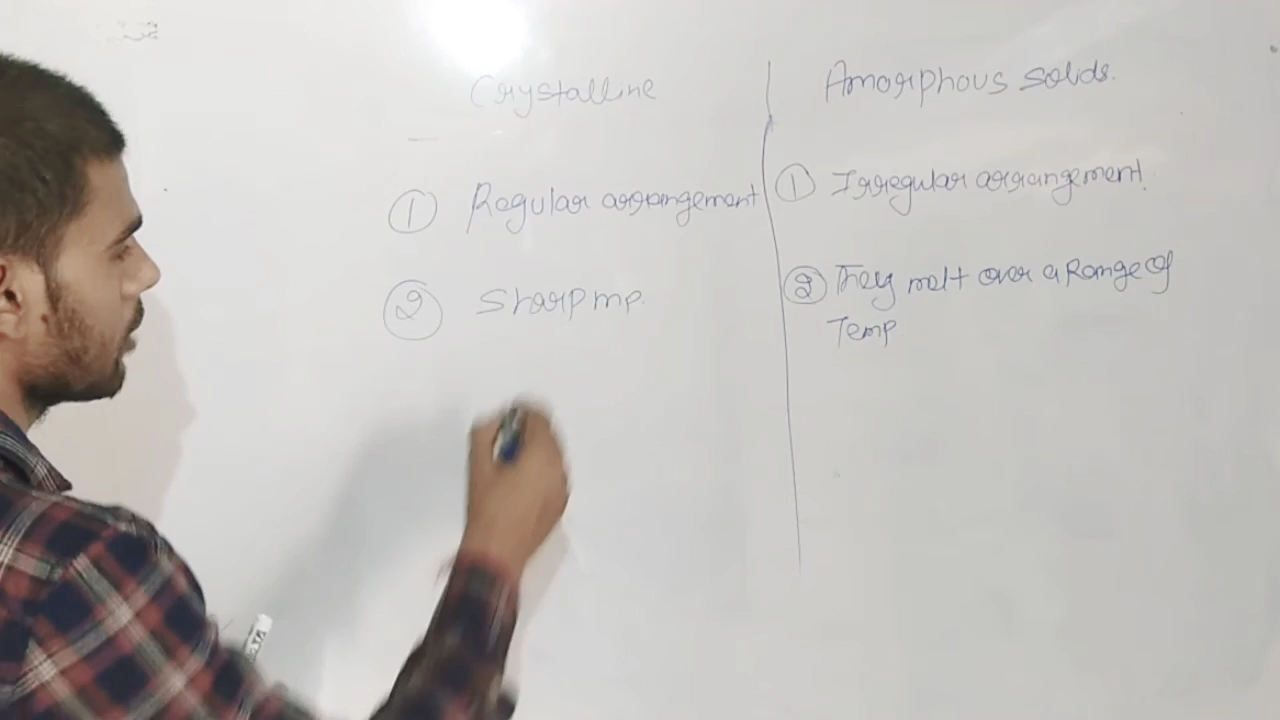 Crystalline
Amorphous solids.
① Regular arrangement
① Irregular arrangement.
② Sharp mp.
② They melt over a Range of
Temp